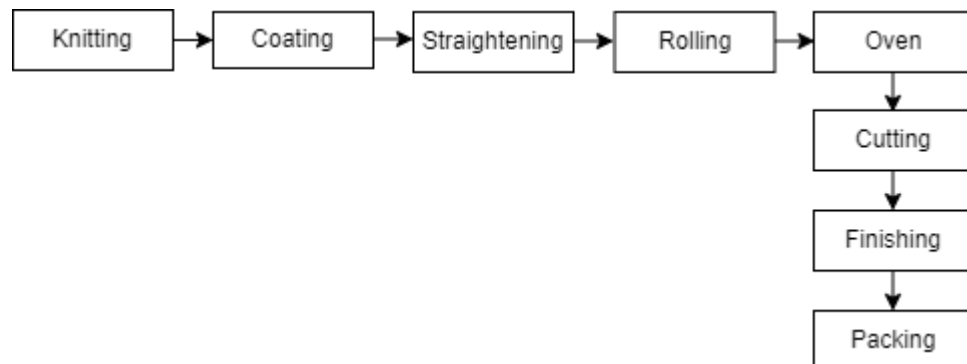 Knitting
Coating
Straightening
Rolling
Oven
Cutting
Finishing
Packing